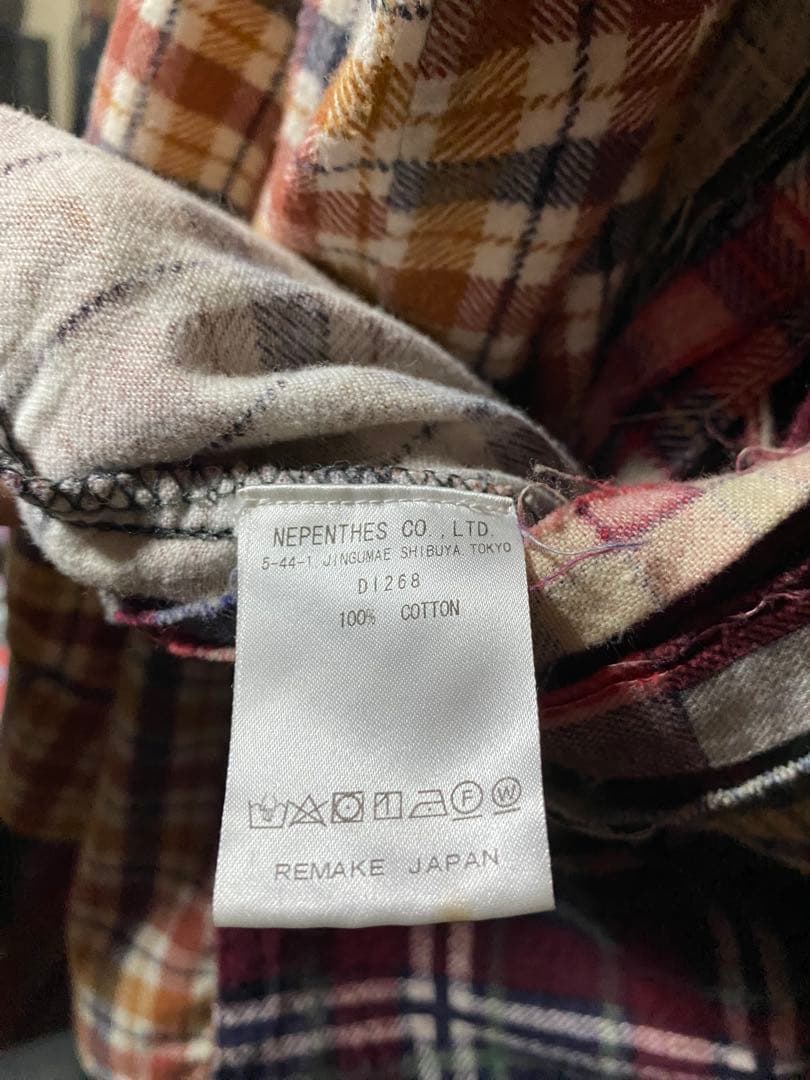 NEPENTHES CO.,LTD.
5-44-1 JINGUMAE SHIBUYA TOKYO
DI268
100% COTTON
F W
REMAKE JAPAN